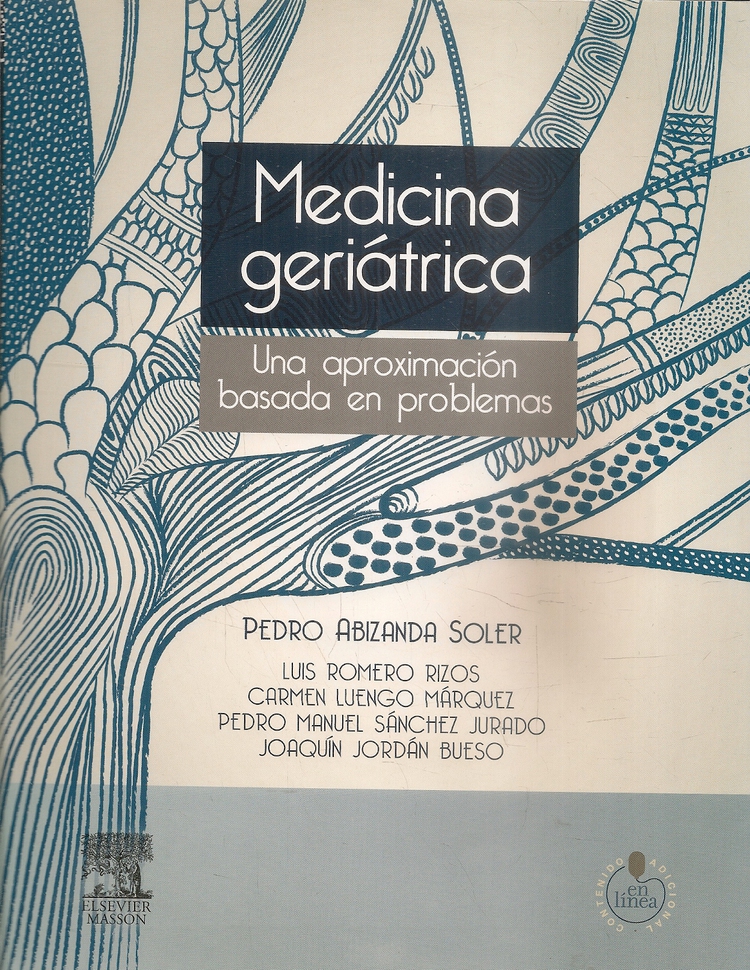 Medicina
geriátrica
Una aproximación
basada en problemas
PEDRO ABIZANDA SOLER
LUIS ROMERO RIZOS
CARMEN LUENGO MÁRQUEZ
PEDRO MANUEL SÁNCHEZ JURADO
JOAQUÍN JORDÁN BUESO
ELSEVIER
MASSON
CONTENIDO ADICIONAL
en
línea